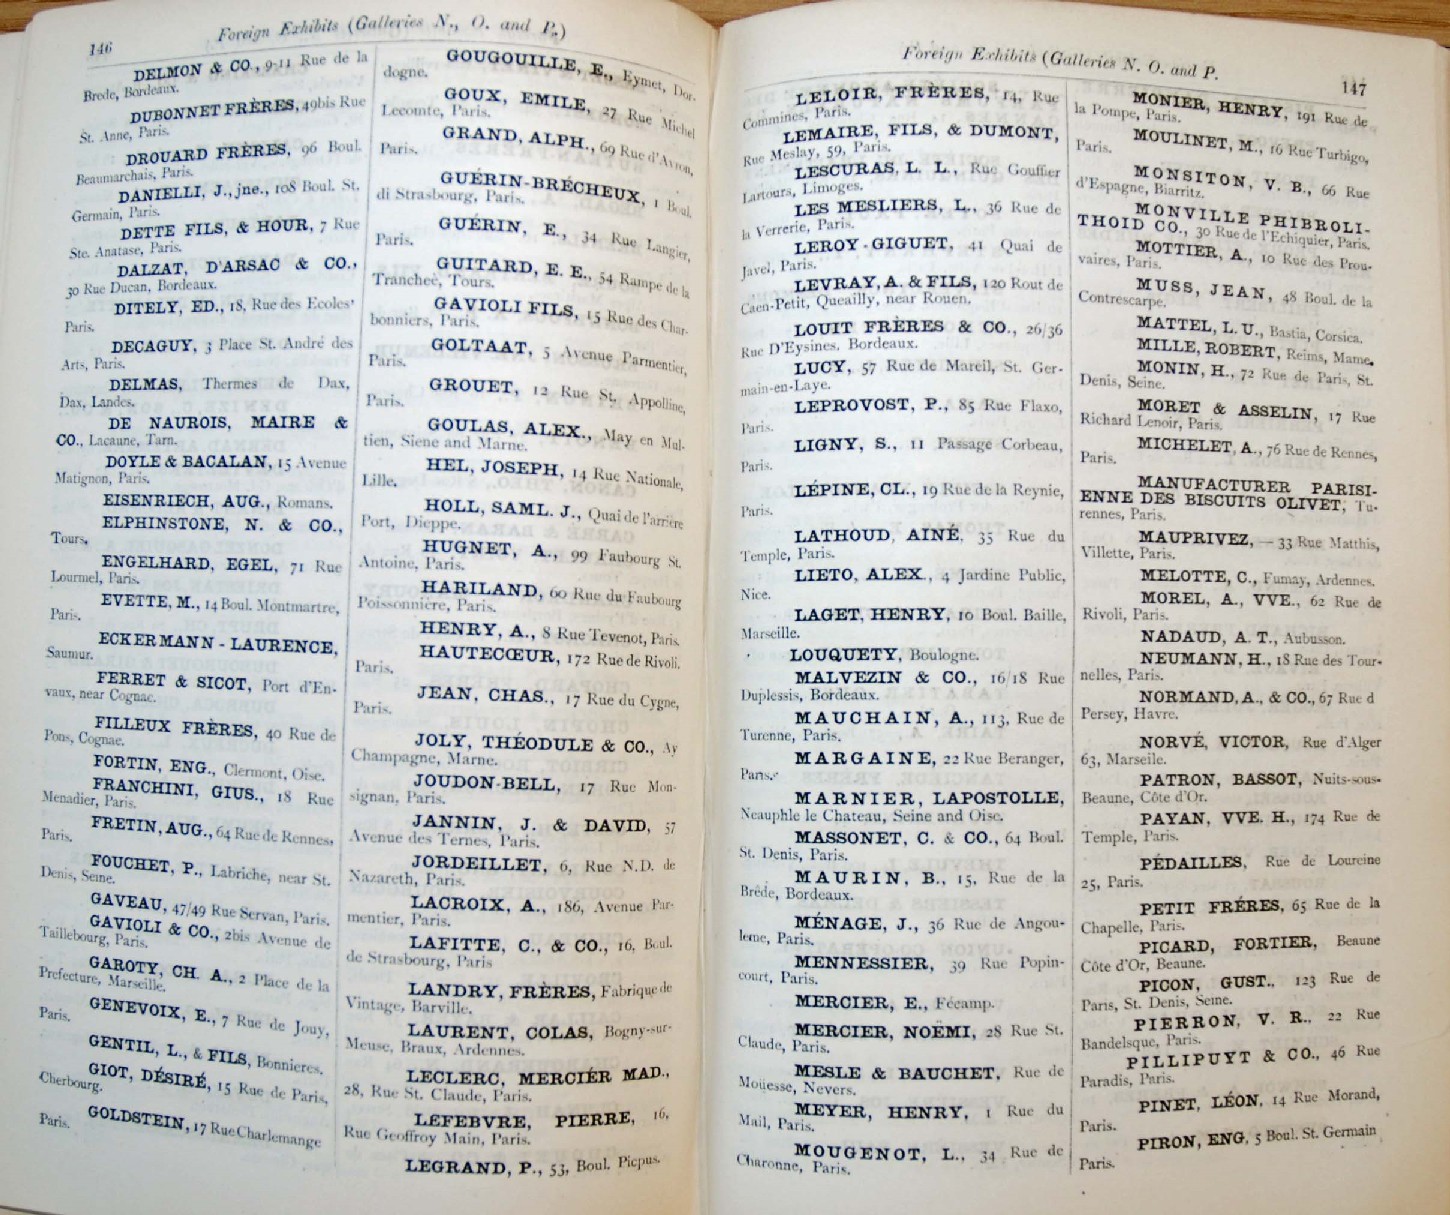 146
Foreign Exhibits (Galleries N., O. and P.)
DELMON & CO., 9-11 Rue de la
Brede, Bordeaux.
DUBONNET FRÈRES, 49bis Rue
St. Anne, Paris.
DROUARD FRÈRES, 96 Boul.
Beaumarchais, Paris.
DANIELLI, J., jne., 108 Boul. St.
Germain, Paris.
DETTE FILS, & HOUR, 7 Rue
Ste. Anatase, Paris.
DALZAT, D'ARSAC & CO.,
30 Rue Ducan, Bordeaux.
DITELY, ED., 18, Rue des Ecoles'
Paris.
DECAGUY, 3 Place St. André des
Arts, Paris.
DELMAS, Thermes de Dax,
Dax, Landes.
DE NAUROIS, MAIRE &
CO., Lacaune, Tarn.
DOYLE & BACALAN, 15 Avenue
Matignon, Paris.
EISENRIECH, AUG., Romans.
ELPHINSTONE, N. & CO.,
Tours.
ENGELHARD, EGEL, 71 Rue
Lourmel, Paris.
EVETTE, M., 14 Boul. Montmartre,
Paris.
ECKERMANN-LAURENCE,
Saumur.
FERRET & SICOT, Port d'En-
vaux, near Cognac.
FILLEUX FRÈRES, 40 Rue de
Pons, Cognac.
FORTIN, ENG., Clermont, Oise.
FRANCHINI, GIUS., 18 Rue
Menadier, Paris.
FRETIN, AUG., 64 Rue de Rennes,
Paris.
FOUCHET, P., Labriche, near St.
Denis, Seine.
GAVEAU, 47/49 Rue Servan, Paris.
GAVIOLI & CO., 2bis Avenue de
Taillebourg, Paris.
GAROTY, CH. A., 2 Place de la
Prefecture, Marseille.
GENEVOIX, E., 7 Rue de Jouy,
Paris.
GENTIL, L., & FILS, Bonnieres.
GIOT, DÉSIRÉ, 15 Rue de Paris,
Cherbourg.
GOLDSTEIN, 17 Rue Charlemange
Paris.
GOUGOUILLE, E., Eymet, Dor-
dogne.
GOUX, EMILE, 27 Rue Michel
Lecomte, Paris.
GRAND, ALPH., 69 Rue d'Avron,
Paris.
GUÉRIN-BRÉCHEUX, 1 Boul.
di Strasbourg, Paris.
GUÉRIN, E., 34 Rue Langier,
Paris.
GUITARD, E. E., 54 Rampe de la
Trancheè, Tours.
GAVIOLI FILS, 15 Rue des Char-
bonniers, Paris.
GOLTAAT, 5 Avenue Parmentier,
Paris.
GROUET, 12 Rue St. Appolline,
Paris.
GOULAS, ALEX., May en Mul-
tien, Siene and Marne.
HEL, JOSEPH, 14 Rue Nationale,
Lille.
HOLL, SAML. J., Quai de l'arrière
Port, Dieppe.
HUGNET, A., 99 Faubourg St.
Antoine, Paris.
HARILAND, 60 Rue du Faubourg
Poissonnière, Paris.
HENRY, A., 8 Rue Tevenot, Paris.
HAUTECŒUR, 172 Rue de Rivoli,
Paris.
JEAN, CHAS., 17 Rue du Cygne,
Paris.
JOLY, THÉODULE & CO., Ay
Champagne, Marne.
JOUDON-BELL, 17 Rue Mon-
signan, Paris.
JANNIN, J. & DAVID, 57
Avenue des Ternes, Paris.
JORDEILLET, 6, Rue N.D. de
Nazareth, Paris.
LACROIX, A., 186, Avenue Par-
mentier, Paris.
LAFITTE, C., & CO., 16, Boul.
de Strasbourg, Paris
LANDRY, FRÈRES, Fabrique de
Vintage, Barville.
LAURENT, COLAS, Bogny-sur-
Meuse, Braux, Ardennes.
LECLERC, MERCIÉR MAD.,
28, Rue St. Claude, Paris.
LEFEBVRE, PIERRE, 16,
Rue Geoffroy Main, Paris.
LEGRAND, P., 53, Boul. Picpus.
Foreign Exhibits (Galleries N. O. and P.
147
LELOIR, FRÈRES, 14, Rue
Commines, Paris.
LEMAIRE, FILS, & DUMONT,
Rue Meslay, 59, Paris.
LESCURAS, L. L., Rue Gouffier
Lartours, Limoges.
LES MESLIERS, L., 36 Rue de
la Verrerie, Paris.
LEROY-GIGUET, 41 Quai de
Javel, Paris.
LEVRAY, A. & FILS, 120 Rout de
Caen-Petit, Queailly, near Rouen.
LOUIT FRÈRES & CO., 26/36
Rue D'Eysines. Bordeaux.
LUCY, 57 Rue de Mareil, St. Ger-
main-en-Laye.
LEPROVOST, P., 85 Rue Flaxo,
Paris.
LIGNY, S., 11 Passage Corbeau,
Paris.
LÉPINE, CL., 19 Rue de la Reynie,
Paris.
LATHOUD, AINÉ, 35 Rue du
Temple, Paris.
LIETO, ALEX., 4 Jardine Public,
Nice.
LAGET, HENRY, 10 Boul. Baille,
Marseille.
LOUQUETY, Boulogne.
MALVEZIN & CO., 16/18 Rue
Duplessis, Bordeaux.
MAUCHAIN, A., 113, Rue de
Turenne, Paris.
MARGAINE, 22 Rue Beranger,
Paris.
MARNIER, LAPOSTOLLE,
Neauphle le Chateau, Seine and Oise.
MASSONET, C. & CO., 64 Boul.
St. Denis, Paris.
MAURIN, B., 15, Rue de la
Brède, Bordeaux.
MÉNAGE, J., 36 Rue de Angou-
leme, Paris.
MENNESSIER, 39 Rue Popin-
court, Paris.
MERCIER, E., Fécamp.
MERCIER, NOËMI, 28 Rue St.
Claude, Paris.
MESLE & BAUCHET, Rue de
Mouesse, Nevers.
MEYER, HENRY, 1 Rue du
Mail, Paris.
MOUGENOT, L., 34 Rue de
Charonne, Paris.
MONIER, HENRY, 191 Rue de
la Pompe, Paris.
MOULINET, M., 16 Rue Turbigo,
Paris.
MONSITON, V. B., 66 Rue
d'Espagne, Biarritz.
MONVILLE PHIBROLI-
THOID CO., 30 Rue de l'Echiquier, Paris.
MOTTIER, A., 10 Rue des Prou-
vaires, Paris.
MUSS, JEAN, 48 Boul. de la
Contrescarpe.
MATTEL, L. U., Bastia, Corsica.
MILLE, ROBERT, Reims, Marne.
MONIN, H., 72 Rue de Paris, St.
Denis, Seine.
MORET & ASSELIN, 17 Rue
Richard Lenoir, Paris.
MICHELET, A., 76 Rue de Rennes,
Paris.
MANUFACTURER PARISI-
ENNE DES BISCUITS OLIVET, Tu-
rennes, Paris.
MAUPRIVEZ, — 33 Rue Matthis,
Villette, Paris.
MELOTTE, C., Fumay, Ardennes.
MOREL, A., VVE., 62 Rue de
Rivoli, Paris.
NADAUD, A. T., Aubusson.
NEUMANN, H., 18 Rue des Tour-
nelles, Paris.
NORMAND, A., & CO., 67 Rue d
Persey, Havre.
NORVÉ, VICTOR, Rue d'Alger
63, Marseile.
PATRON, BASSOT, Nuits-sous-
Beaune, Côte d'Or.
PAYAN, VVE. H., 174 Rue de
Temple, Paris.
PÉDAILLES, Rue de Loureine
25, Paris.
PETIT FRÉRES, 65 Rue de la
Chapelle, Paris.
PICARD, FORTIER, Beaune
Côte d'Or, Beaune.
PICON, GUST., 123 Rue de
Paris, St. Denis, Seine.
PIERRON, V. R., 22 Rue
Bandelsque, Paris.
PILLIPUYT & CO., 46 Rue
Paradis, Paris.
PINET, LÉON, 14 Rue Morand,
Paris.
PIRON, ENG, 5 Boul. St. Germain
Paris.